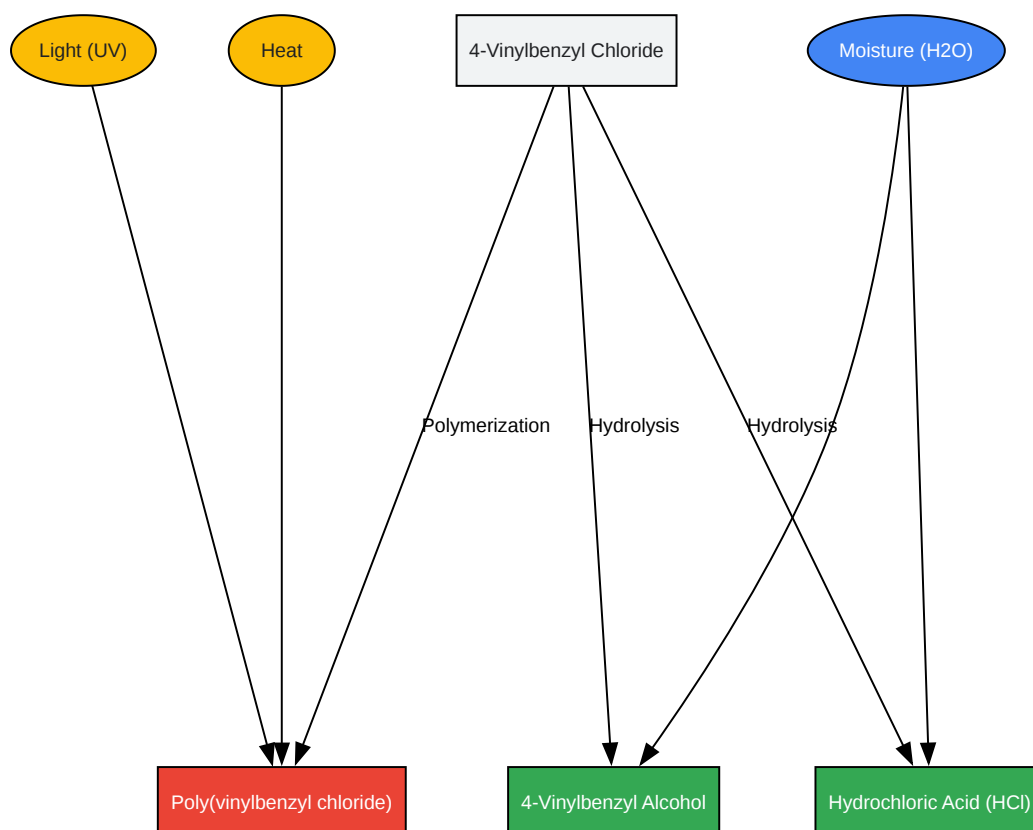 Light (UV)
Heat
4-Vinylbenzyl Chloride
Moisture (H2O)
Polymerization
Hydrolysis
Hydrolysis
Poly(vinylbenzyl chloride)
4-Vinylbenzyl Alcohol
Hydrochloric Acid (HCl)